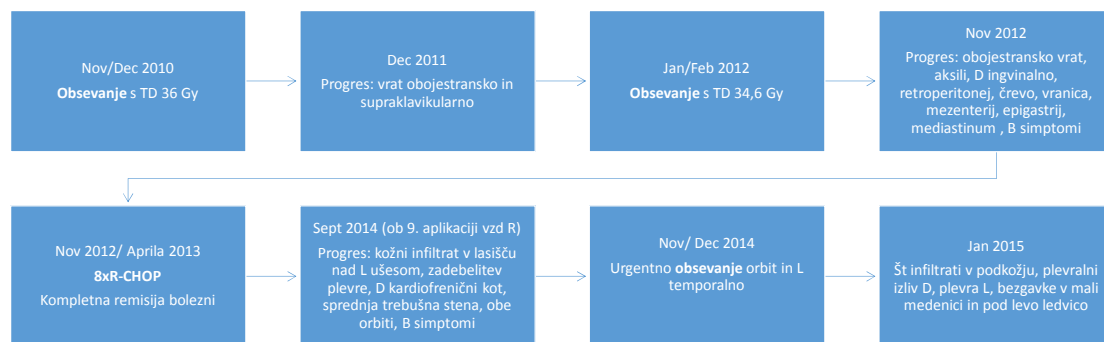 Nov/Dec 2010
Obsevanje s TD 36 Gy
Dec 2011
Progres: vrat obojestransko in
supraklavikularno
Jan/Feb 2012
Obsevanje s TD 34,6 Gy
Nov 2012
Progres: obojestransko vrat,
aksili, D ingvinalno,
retroperitonej, črevo, vranica,
mezenterij, epigastrij,
mediastinum , B simptomi
Nov 2012/ Aprila 2013
8xR-CHOP
Kompletna remisija bolezni
Sept 2014 (ob 9. aplikaciji vzd R)
Progres: kožni infiltrat v lasišču
nad L ušesom, zadebelitev
plevre, D kardiofrenični kot,
sprednja trebušna stena, obe
orbiti, B simptomi
Nov/ Dec 2014
Urgentno obsevanje orbit in L
temporalno
Jan 2015
Št infiltrati v podkožju, plevralni
izliv D, plevra L, bezgavke v mali
medenici in pod levo ledvico